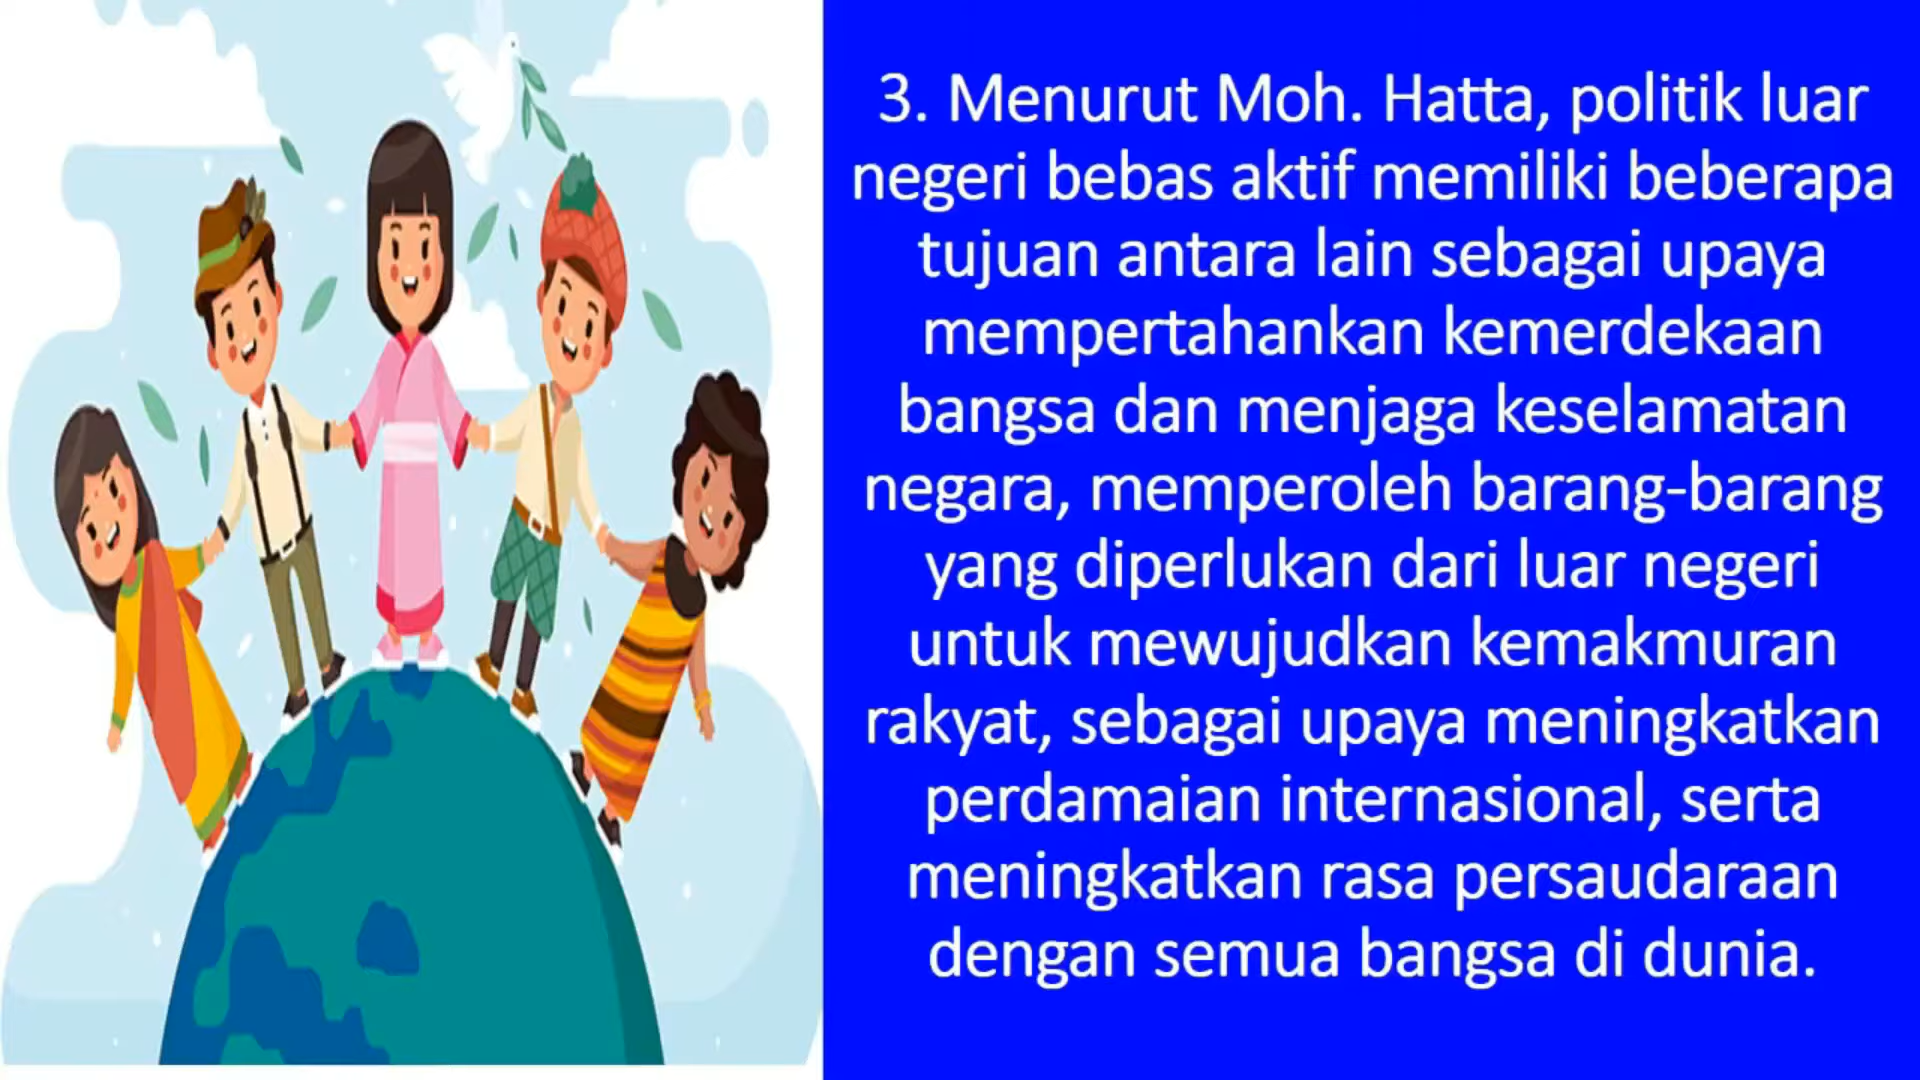 3. Menurut Moh. Hatta, politik luar
negeri bebas aktif memiliki beberapa
tujuan antara lain sebagai upaya
mempertahankan kemerdekaan
bangsa dan menjaga keselamatan
negara, memperoleh barang-barang
yang diperlukan dari luar negeri
untuk mewujudkan kemakmuran
rakyat, sebagai upaya meningkatkan
perdamaian internasional, serta
meningkatkan rasa persaudaraan
dengan semua bangsa di dunia.